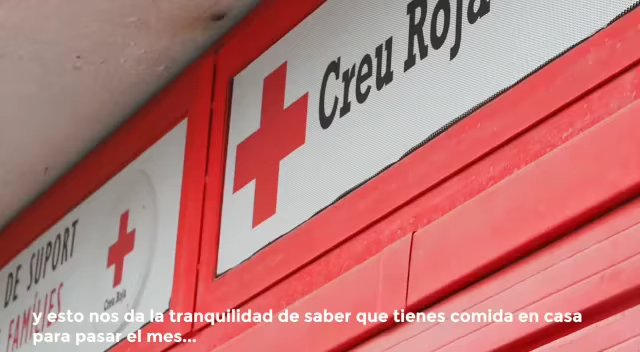 Creu Roja
DE SUPORT
FAMÍLIES
Creu Roja
y esto nos da la tranquilidad de saber que tienes comida en casa
para pasar el mes...